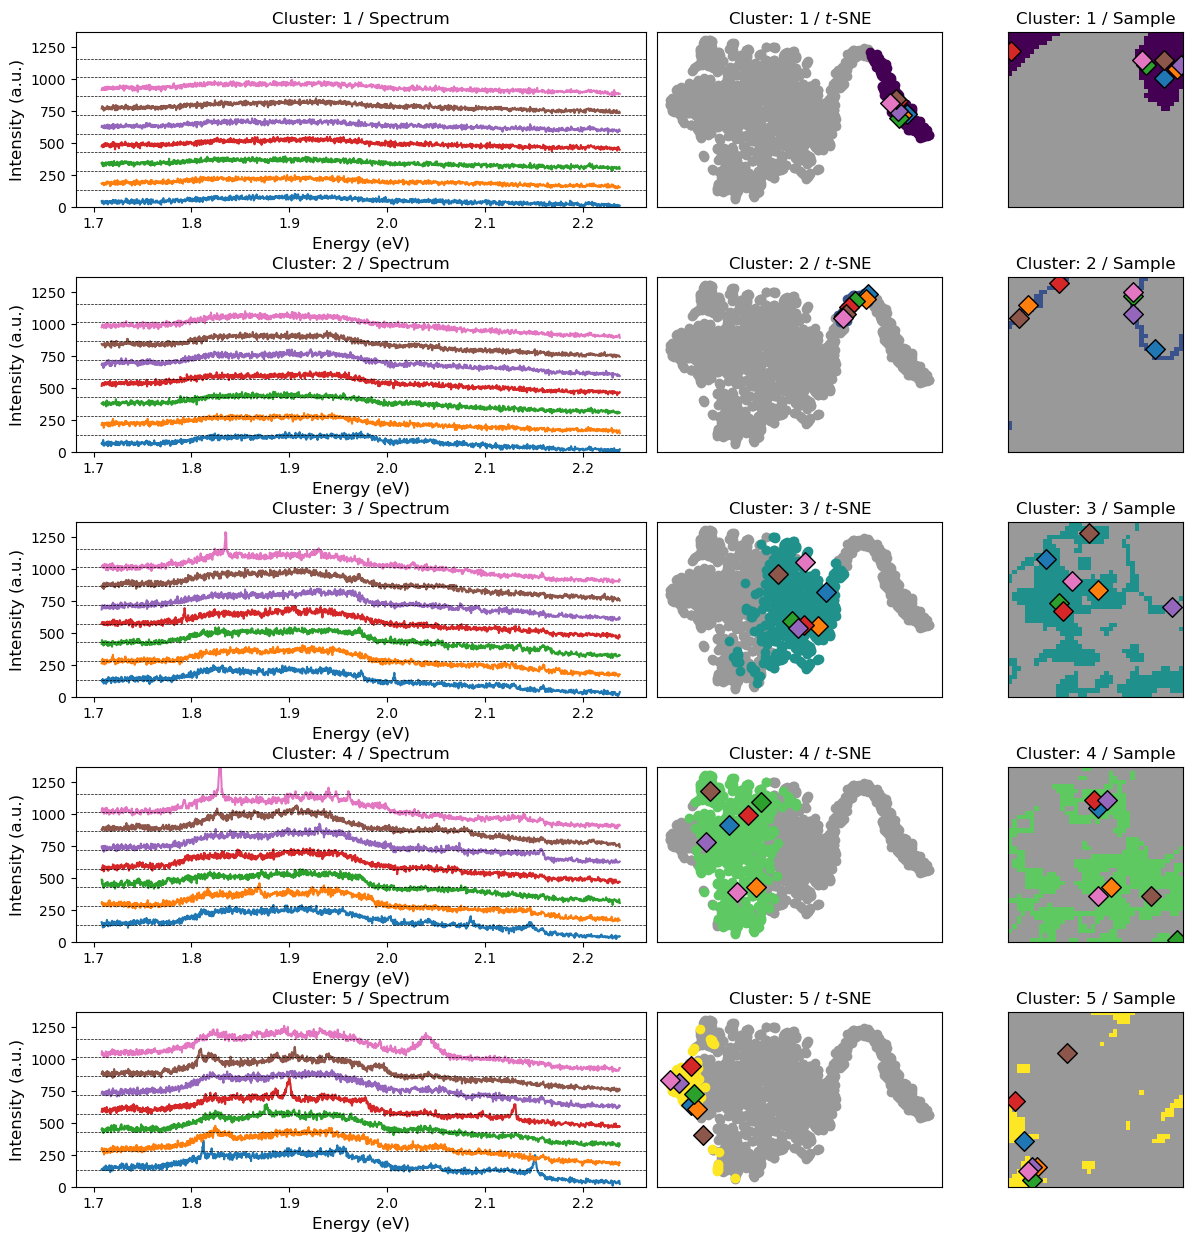 Cluster: 1 / Spectrum
Cluster: 1 / t-SNE
Cluster: 1 / Sample
Intensity (a.u.)
1250
1000
750
500
250
0
1.7 1.8 1.9 2.0 2.1 2.2
Energy (eV)
Cluster: 2 / Spectrum
Cluster: 2 / t-SNE
Cluster: 2 / Sample
Intensity (a.u.)
1250
1000
750
500
250
0
1.7 1.8 1.9 2.0 2.1 2.2
Energy (eV)
Cluster: 3 / Spectrum
Cluster: 3 / t-SNE
Cluster: 3 / Sample
Intensity (a.u.)
1250
1000
750
500
250
0
1.7 1.8 1.9 2.0 2.1 2.2
Energy (eV)
Cluster: 4 / Spectrum
Cluster: 4 / t-SNE
Cluster: 4 / Sample
Intensity (a.u.)
1250
1000
750
500
250
0
1.7 1.8 1.9 2.0 2.1 2.2
Energy (eV)
Cluster: 5 / Spectrum
Cluster: 5 / t-SNE
Cluster: 5 / Sample
Intensity (a.u.)
1250
1000
750
500
250
0
1.7 1.8 1.9 2.0 2.1 2.2
Energy (eV)